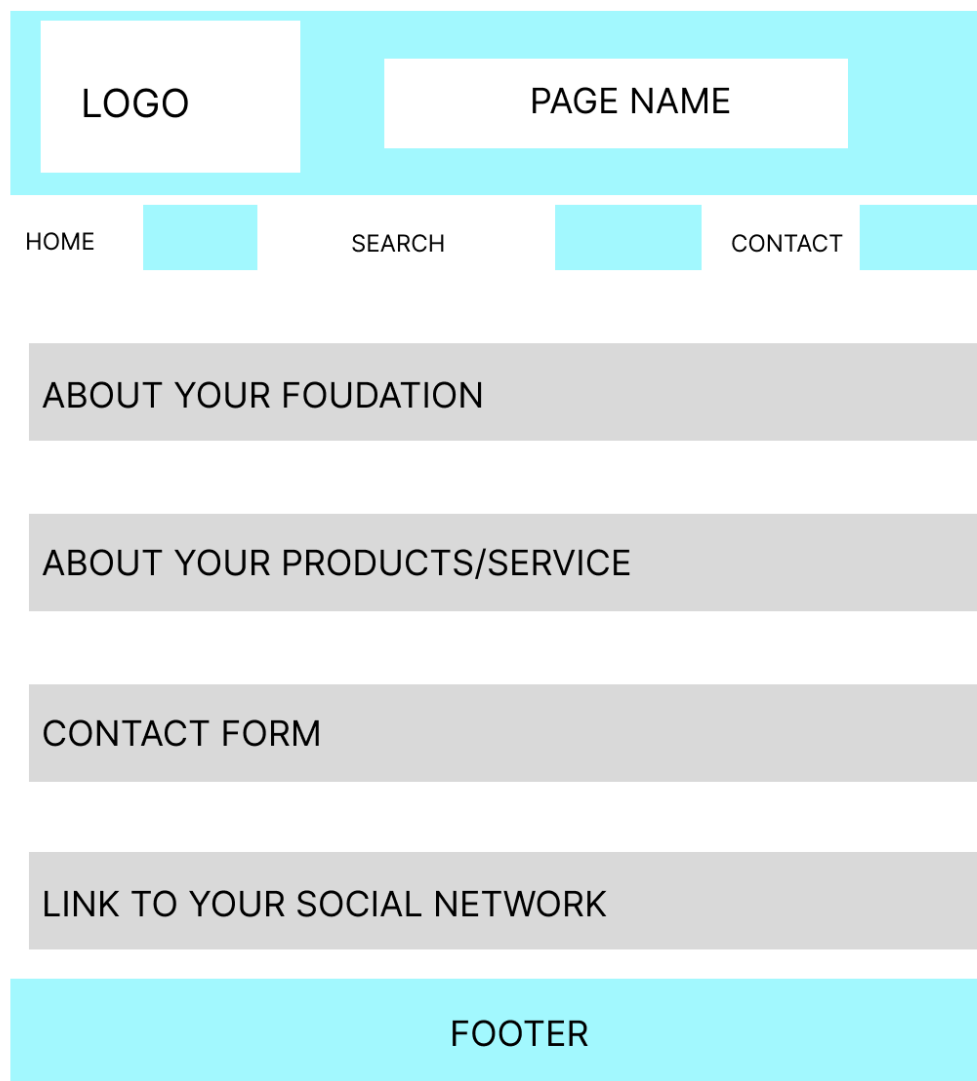 LOGO
PAGE NAME
HOME
SEARCH
CONTACT
ABOUT YOUR FOUDATION
ABOUT YOUR PRODUCTS/SERVICE
CONTACT FORM
LINK TO YOUR SOCIAL NETWORK
FOOTER